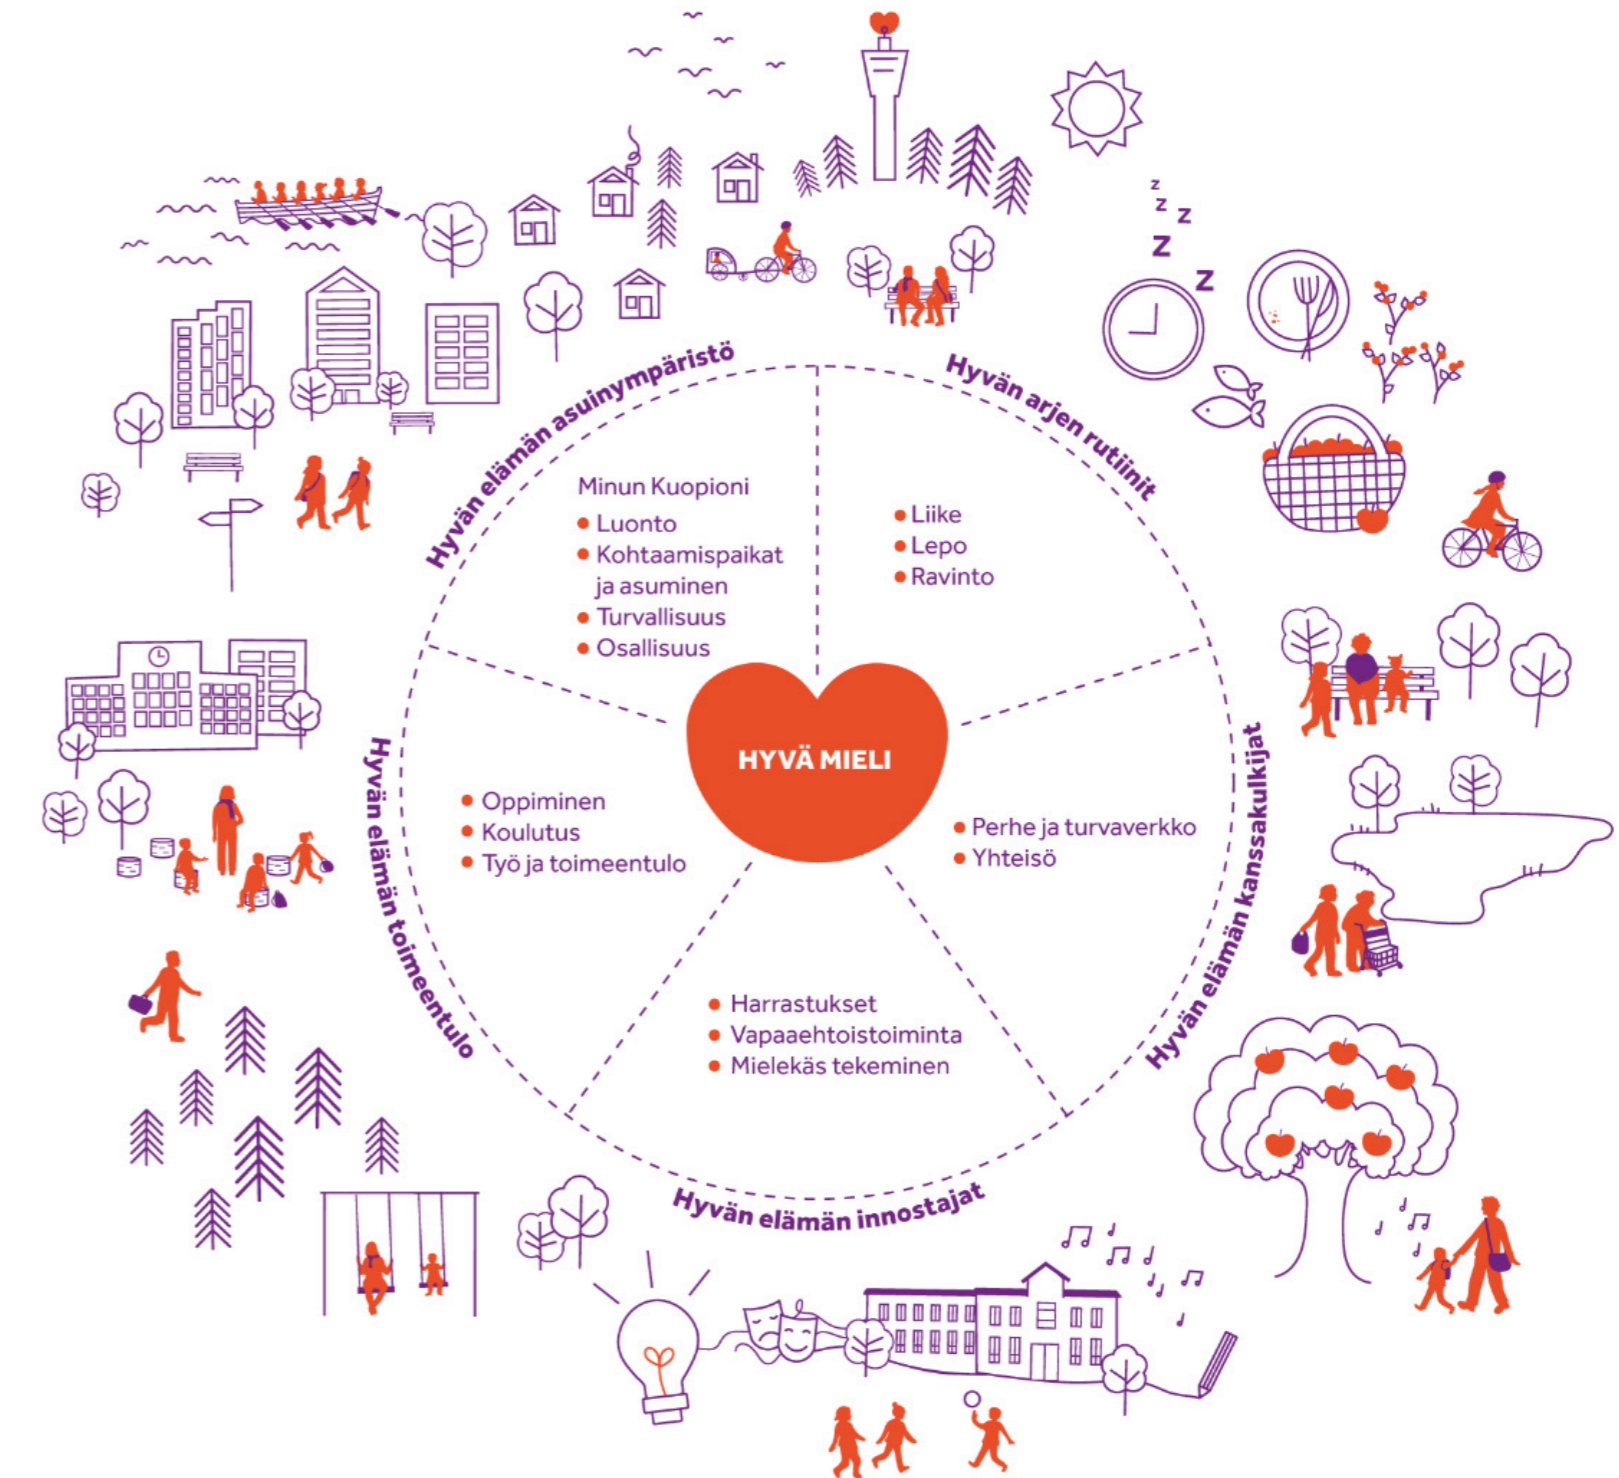 z
z
z
z
z
Hyvän elämän asuinympäristö
Minun Kuopioni
Luonto
Kohtaamispaikat
ja asuminen
Turvallisuus
Osallisuus
Hyvän arjen rutiinit
Liike
Lepo
Ravinto
HYVÄ MIELI
Hyvän elämän kanssakulkijat
Perhe ja turvaverkko
Yhteisö
Hyvän elämän innostajat
Harrastukset
Vapaaehtoistoiminta
Mielekäs tekeminen
Hyvän elämän toimeentulo
Oppiminen
Koulutus
Työ ja toimeentulo